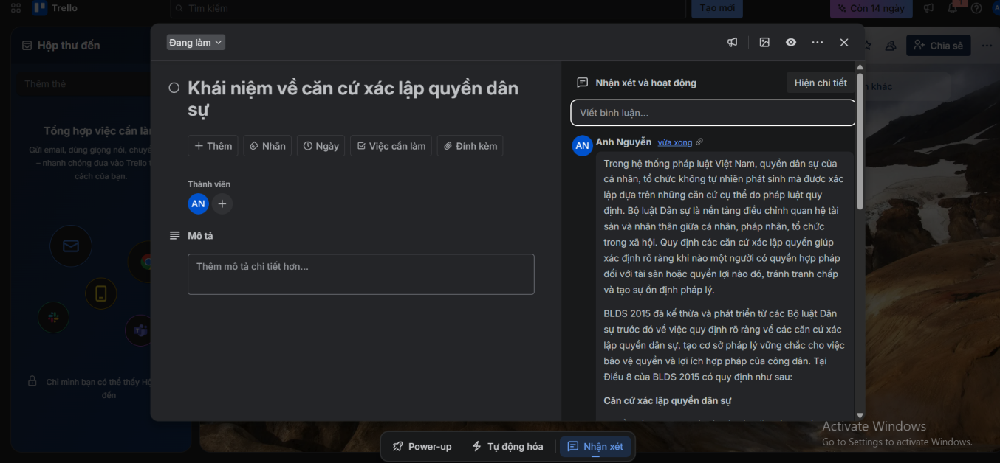 Trello
Tìm kiếm
Tạo mới
Còn 14 ngày
1
Hộp thư đến
Thêm thẻ
Tổng hợp việc cần làm
Gửi email, dùng giọng nói,
– nhanh chóng đưa vào Trello
cách của bạn.
Chỉ mình bạn có thể thấy
đến
Đang làm
Khái niệm về căn cứ xác lập quyền dân
sự
Thêm
Nhãn
Ngày
Việc cần làm
Đính kèm
Thành viên
AN
Mô tả
Thêm mô tả chi tiết hơn...
Nhận xét và hoạt động
Hiện chi tiết
Viết bình luận...
AN
Anh Nguyễn vừa xong
Trong hệ thống pháp luật Việt Nam, quyền dân sự của
cá nhân, tổ chức không tự nhiên phát sinh mà được xác
lập dựa trên những căn cứ cụ thể do pháp luật quy
định. Bộ luật Dân sự là nền tảng điều chỉnh quan hệ tài
sản và nhân thân giữa cá nhân, pháp nhân, tổ chức
trong xã hội. Quy định các căn cứ xác lập quyền giúp
xác định rõ ràng khi nào một người có quyền hợp pháp
đối với tài sản hoặc quyền lợi nào đó, tránh tranh chấp
và tạo sự ổn định pháp lý.
BLDS 2015 đã kế thừa và phát triển từ các Bộ luật Dân
sự trước đó về việc quy định rõ ràng về các căn cứ xác
lập quyền dân sự, tạo cơ sở pháp lý vững chắc cho việc
bảo vệ quyền và lợi ích hợp pháp của công dân. Tại
Điều 8 của BLDS 2015 có quy định như sau:
Căn cứ xác lập quyền dân sự
Chia sẻ
khác
Power-up
Tự động hóa
Nhận xét
Activate Windows
Go to Settings to activate Windows.